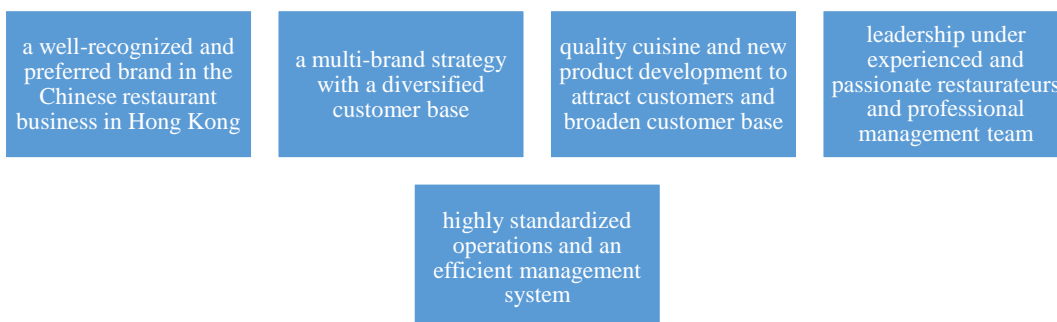 a well-recognized and
preferred brand in the
Chinese restaurant
business in Hong Kong
a multi-brand strategy
with a diversified
customer base
quality cuisine and new
product development to
attract customers and
broaden customer base
leadership under
experienced and
passionate restaurateurs
and professional
management team
highly standardized
operations and an
efficient management
system